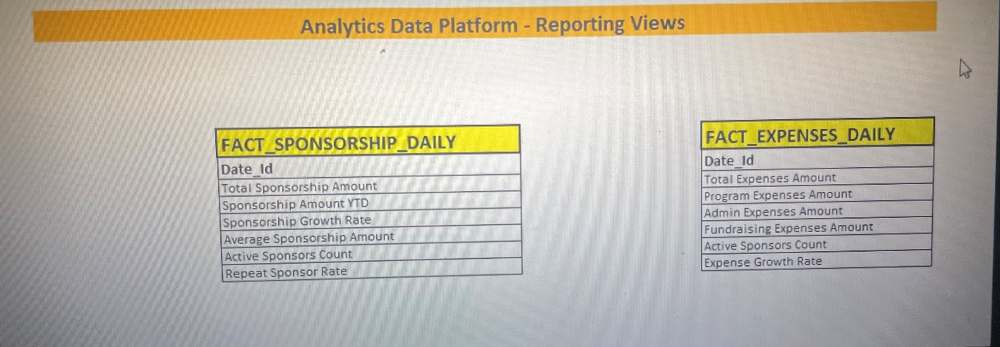 Analytics Data Platform - Reporting Views
FACT_SPONSORSHIP_DAILY
Date_Id
Total Sponsorship Amount
Sponsorship Amount YTD
Sponsorship Growth Rate
Average Sponsorship Amount
Active Sponsors Count
Repeat Sponsor Rate
FACT_EXPENSES_DAILY
Date_Id
Total Expenses Amount
Program Expenses Amount
Admin Expenses Amount
Fundraising Expenses Amount
Active Sponsors Count
Expense Growth Rate